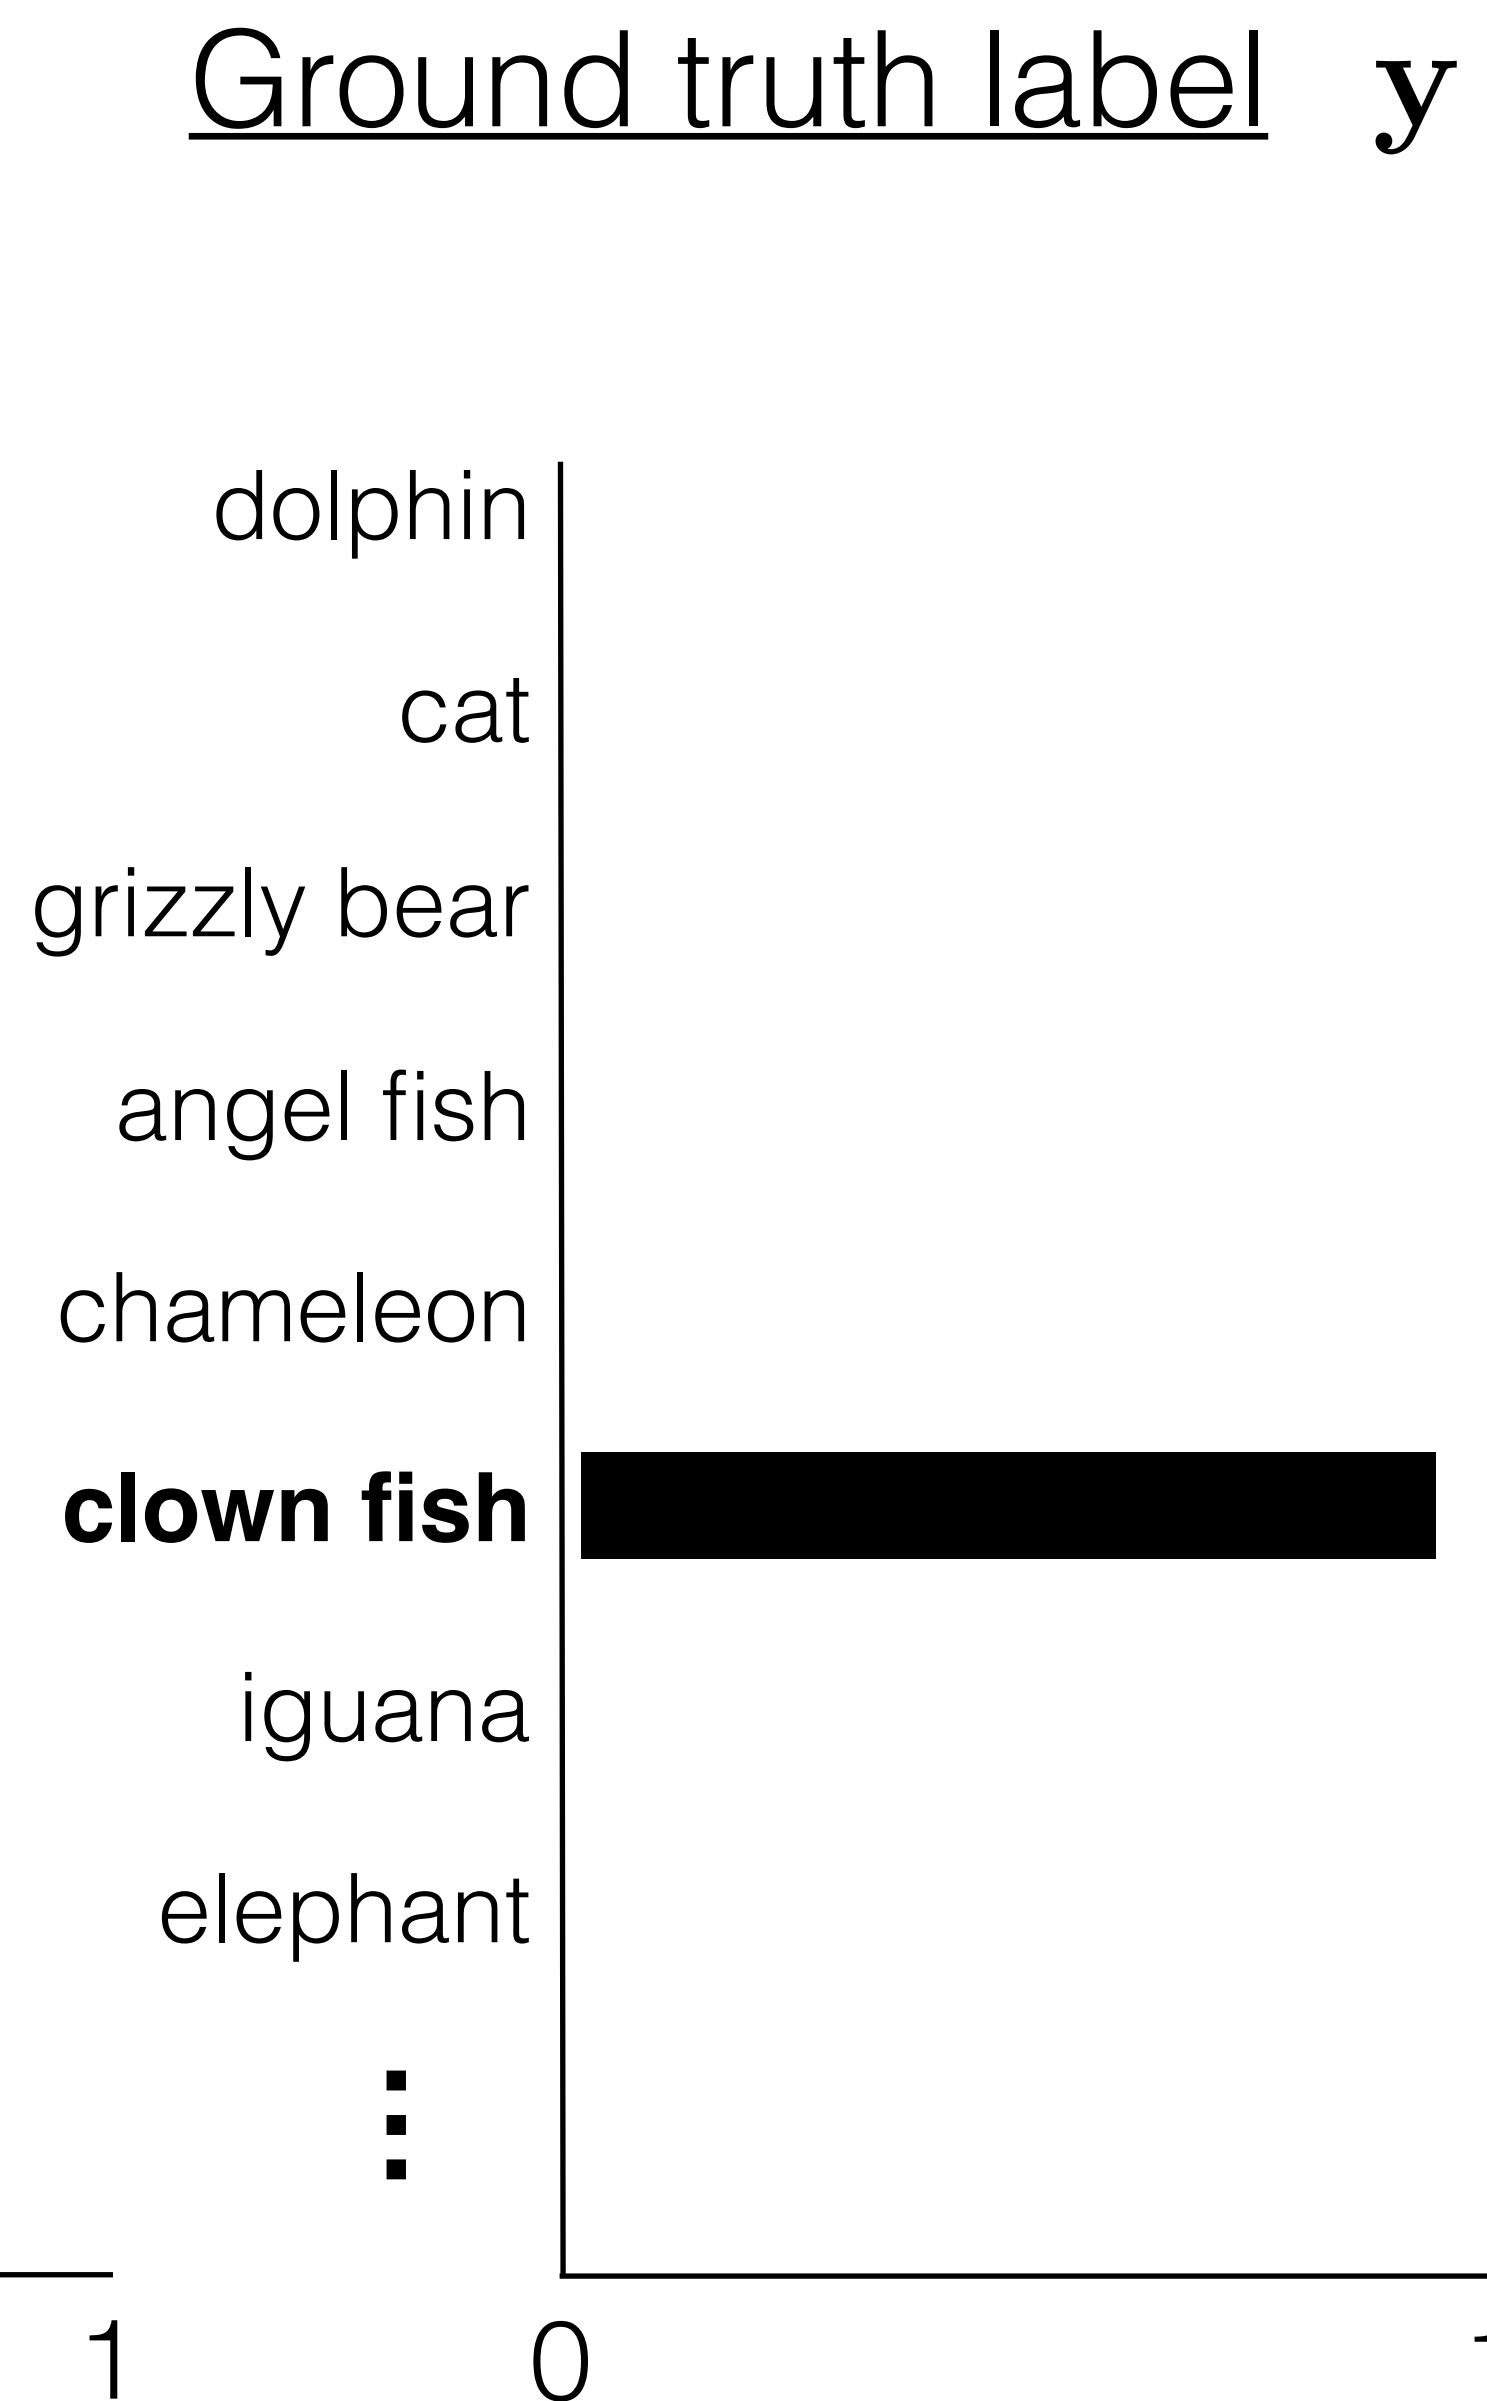 Ground truth label y
dolphin
cat
grizzly bear
angel fish
chameleon
clown fish
iguana
elephant
⋮
1 0